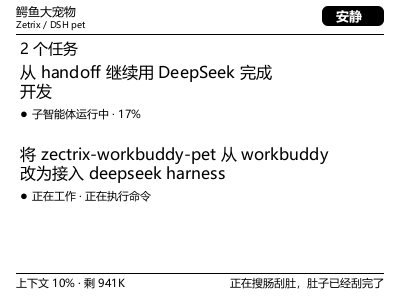 鳄鱼大宠物
Zetrix / DSH pet
安静
2 个任务
从 handoff 继续用 DeepSeek 完成
开发
● 子智能体运行中 · 17%
将 zectrix-workbuddy-pet 从 workbuddy
改为接入 deepseek harness
● 正在工作 · 正在执行命令
上下文 10% · 剩 941K
正在搜肠刮肚，肚子已经刮完了